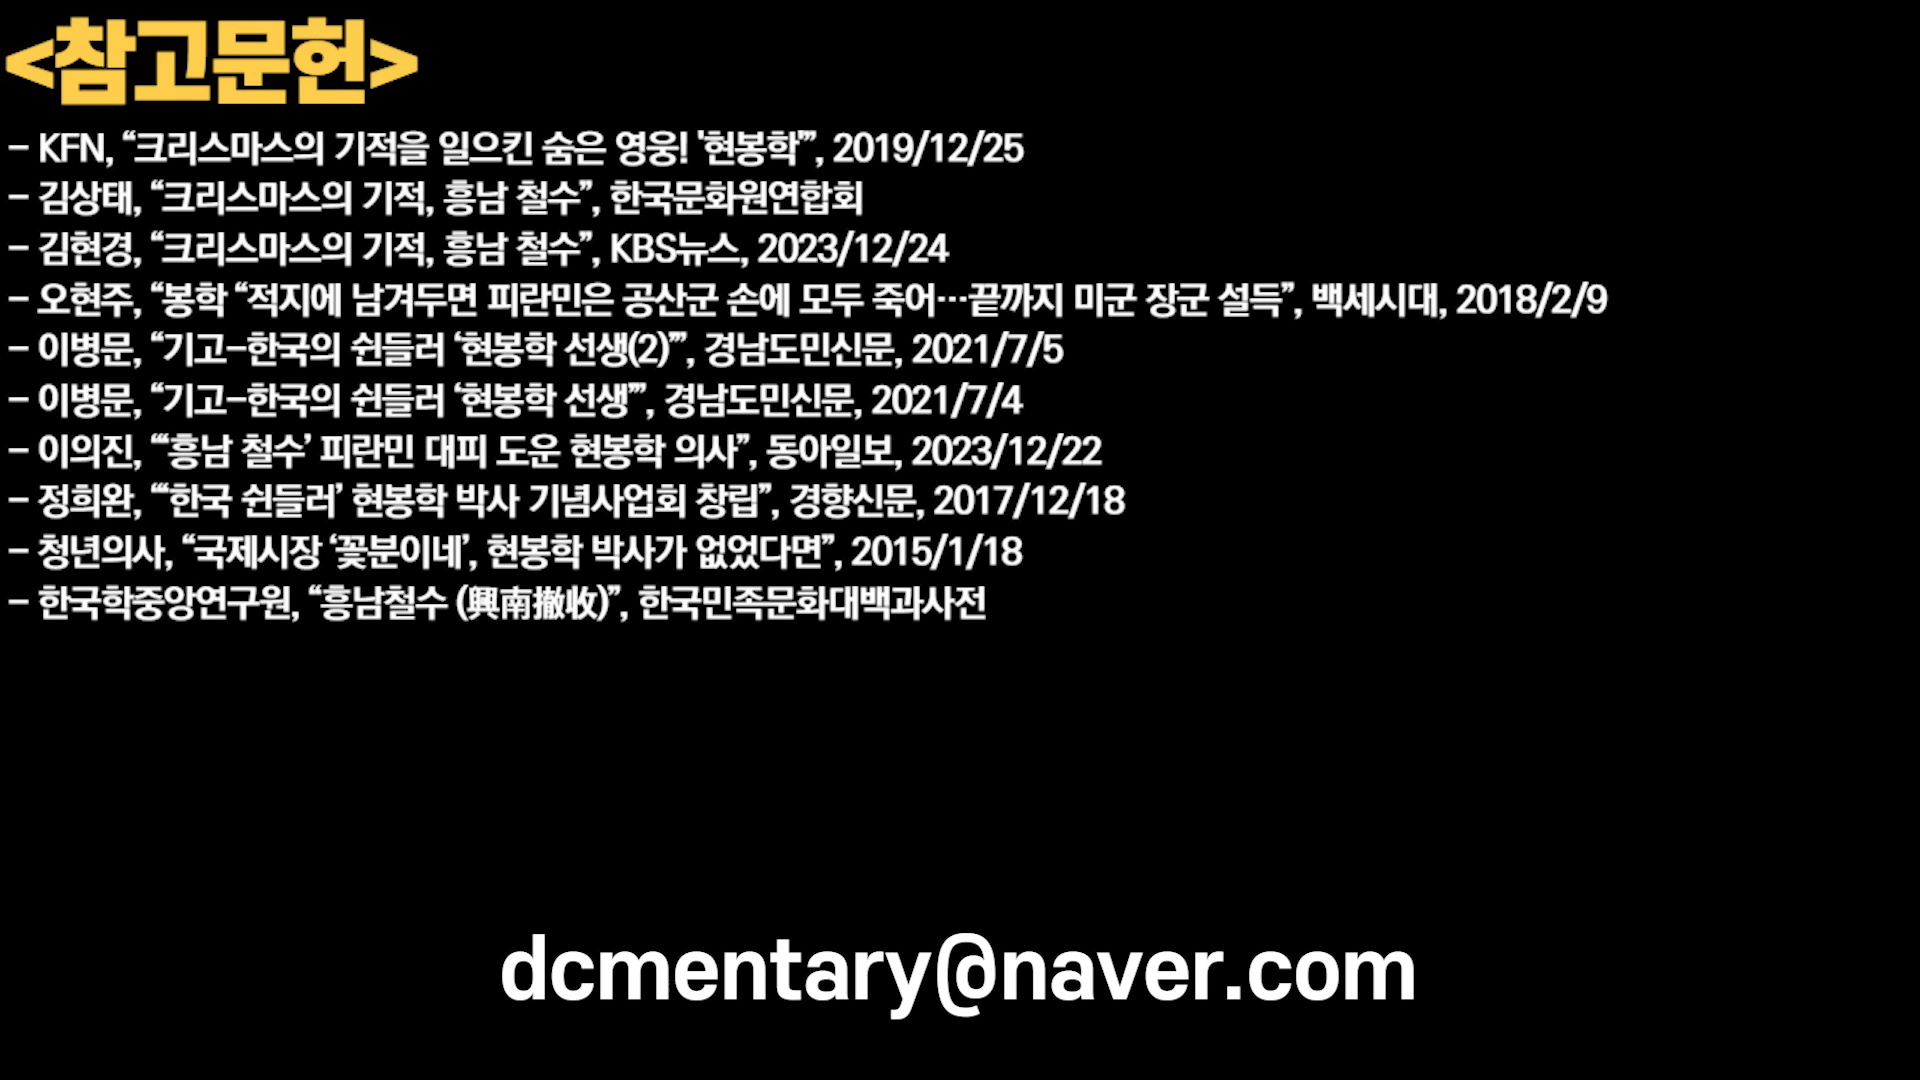 <참고문헌>
- KFN, “크리스마스의 기적을 일으킨 숨은 영웅! '현봉학'”, 2019/12/25
- 김상태, “크리스마스의 기적, 흥남 철수”, 한국문화원연합회
- 김현경, “크리스마스의 기적, 흥남 철수”, KBS뉴스, 2023/12/24
- 오현주, “봉학 “적지에 남겨두면 피란민은 공산군 손에 모두 죽어…끝까지 미군 장군 설득”, 백세시대, 2018/2/9
- 이병문, “기고-한국의 쉰들러 ‘현봉학 선생(2)’”, 경남도민신문, 2021/7/5
- 이병문, “기고-한국의 쉰들러 ‘현봉학 선생’”, 경남도민신문, 2021/7/4
- 이의진, “‘흥남 철수’ 피란민 대피 도운 현봉학 의사”, 동아일보, 2023/12/22
- 정희완, “‘한국 쉰들러’ 현봉학 박사 기념사업회 창립”, 경향신문, 2017/12/18
- 청년의사, “국제시장 ‘꽃분이네’, 현봉학 박사가 없었다면”, 2015/1/18
- 한국학중앙연구원, “흥남철수 (興南撤收)”, 한국민족문화대백과사전
dcmentary@naver.com